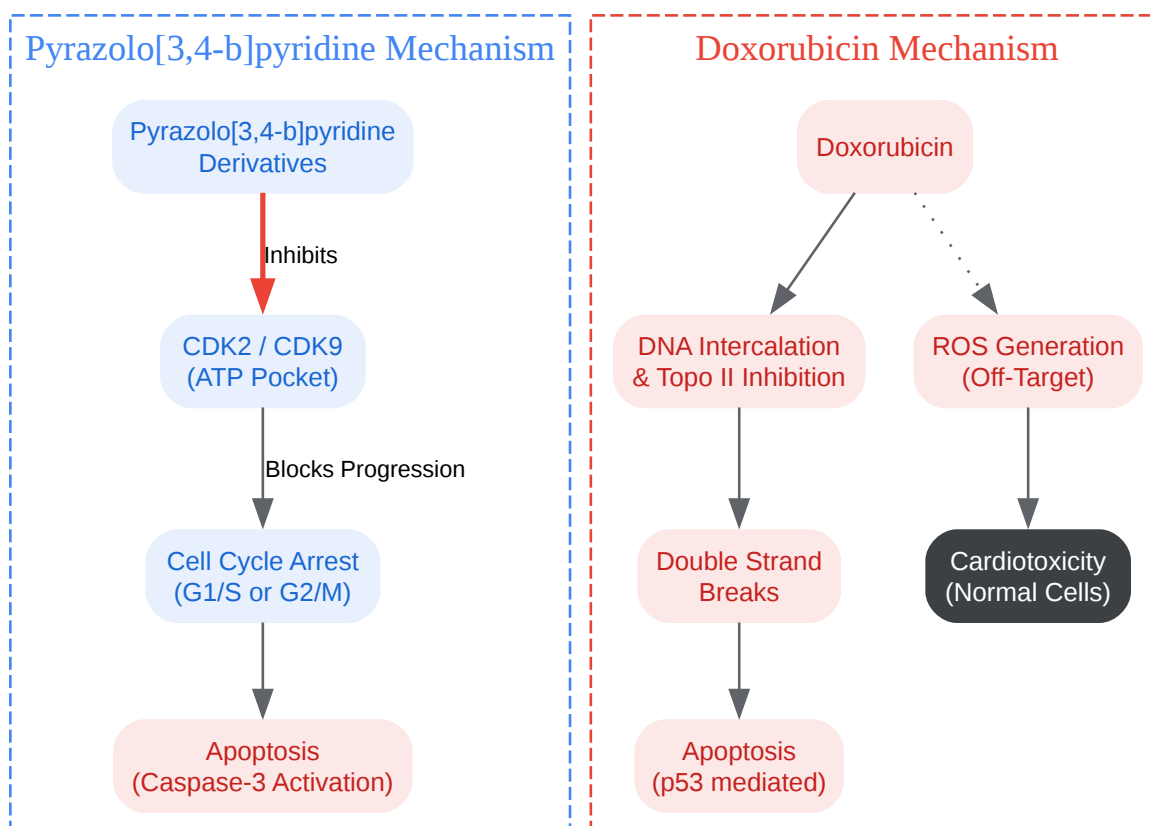 Pyrazolo[3,4-b]pyridine Mechanism
Pyrazolo[3,4-b]pyridine
Derivatives
Inhibits
CDK2 / CDK9
(ATP Pocket)
Blocks Progression
Cell Cycle Arrest
(G1/S or G2/M)
Apoptosis
(Caspase-3 Activation)
Doxorubicin Mechanism
Doxorubicin
DNA Intercalation
& Topo II Inhibition
ROS Generation
(Off-Target)
Double Strand
Breaks
Cardiotoxicity
(Normal Cells)
Apoptosis
(p53 mediated)